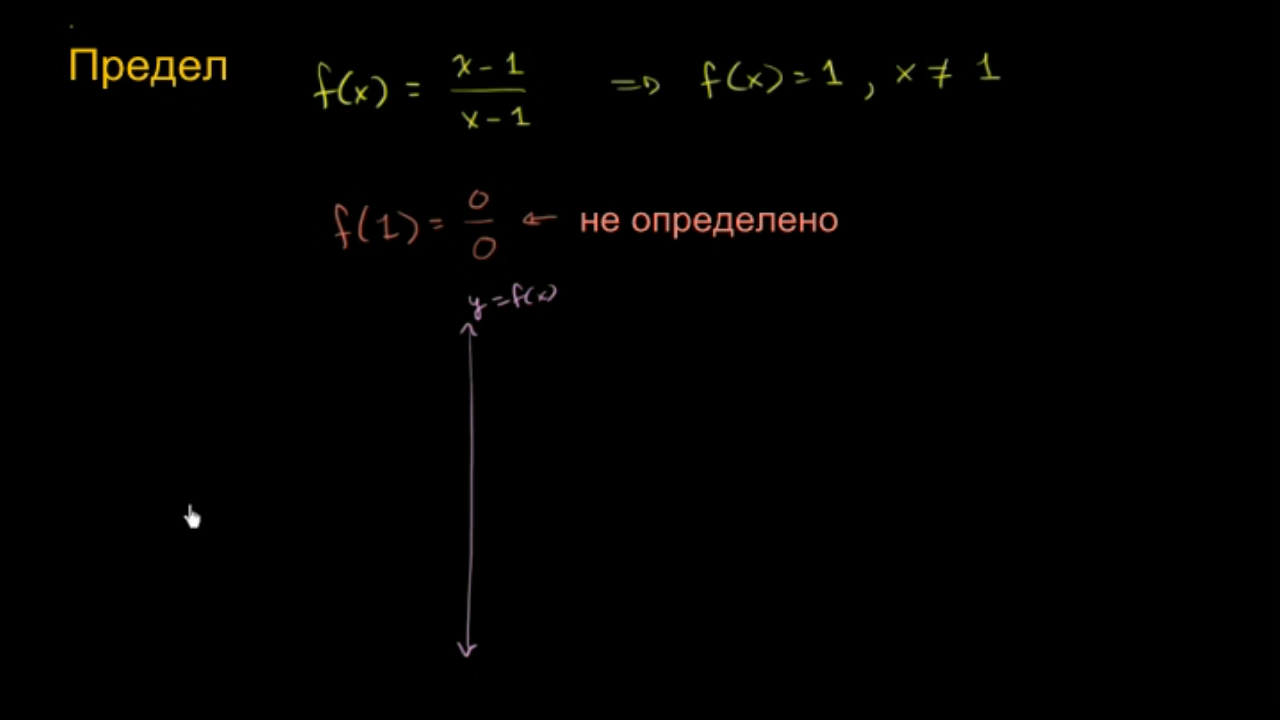 Предел
f(x) = x-1 / x-1 ⇒ f(x) = 1 , x ≠ 1
f(1) = 0 / 0 ← не определено
y = f(x)